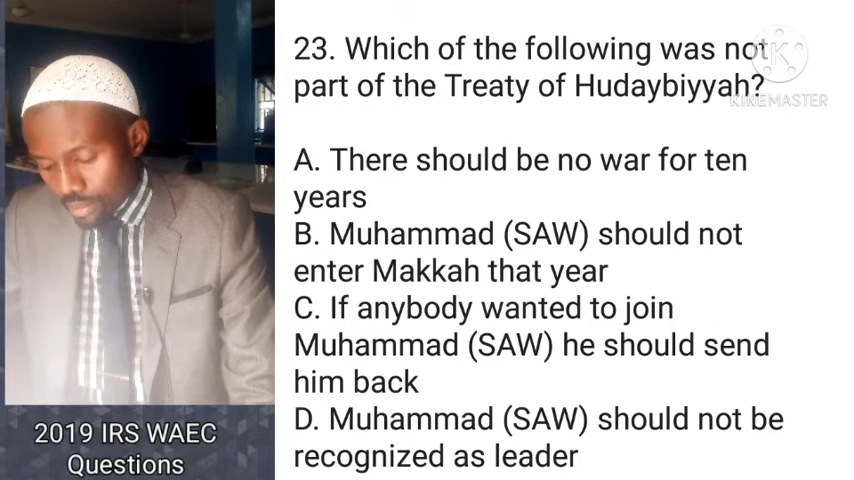 23. Which of the following was not
part of the Treaty of Hudaybiyyah?
KINEMASTER
A. There should be no war for ten
years
B. Muhammad (SAW) should not
enter Makkah that year
C. If anybody wanted to join
Muhammad (SAW) he should send
him back
D. Muhammad (SAW) should not be
recognized as leader
2019 IRS WAEC
Questions